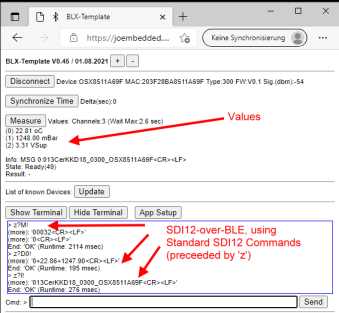 BLX-Template
https://joembedded....
Keine Synchronisierung
BLX-Template V0.45 / 01.08.2021 + -
Disconnect Device OSX8511A69F MAC:203F28BA8511A69F Type:300 FW:V0.1 Sig.(dbm):-54
Synchronize Time Delta(sec):0
Measure Values: Channels:3 (Wait Max:2.6 sec)
Values
(0) 22.81 oC
(1) 1248.00 mBar
(2) 3.31 VSup
Info: MSG 0:013CerKKD18_0300_OSX8511A69F<CR><LF>
State: Ready(49)
Result: -
List of known Devices Update
Show Terminal Hide Terminal App Setup
> z?M!
(more): '00032<CR><LF>'
(more): '0<CR><LF>'
End: 'OK' (Runtime: 2114 msec)
> z?D0!
(more): '0+22.86+1247.90<CR><LF>'
End: 'OK' (Runtime: 195 msec)
> z?I!
(more): '013CerKKD18_0300_OSX8511A69F<CR><LF>'
End: 'OK' (Runtime: 276 msec)
SDI12-over-BLE, using
Standard SDI12 Commands
(preceeded by 'z')
Cmd: > Send